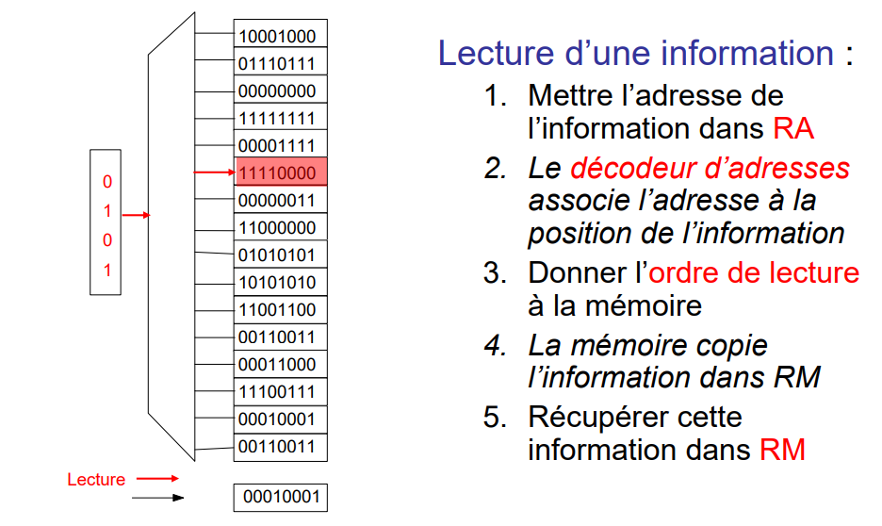 10001000
01110111
00000000
11111111
00001111
11110000
00000011
11000000
01010101
10101010
11001100
00110011
00011000
11100111
00010001
00110011
0
1
0
1
Lecture
00010001
Lecture d’une information :
1. Mettre l’adresse de
l’information dans RA
2. Le décodeur d’adresses
associe l’adresse à la
position de l’information
3. Donner l’ordre de lecture
à la mémoire
4. La mémoire copie
l’information dans RM
5. Récupérer cette
information dans RM